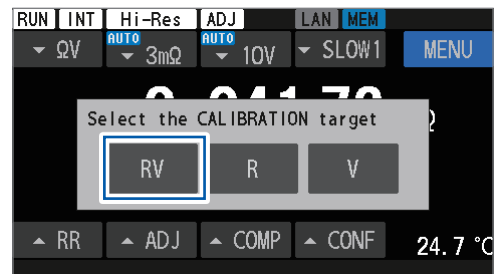 RUN INT Hi-Res ADJ LAN MEM
ΩV AUTO 3mΩ AUTO 10V SLOW1 MENU
Select the CALIBRATION target
RV R V
RR ADJ COMP CONF 24.7 °C